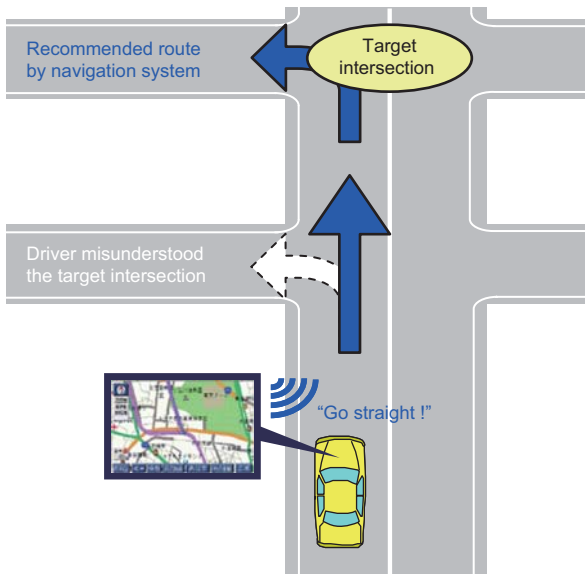 Recommended route
by navigation system
Target
intersection
Driver misunderstood
the target intersection
“Go straight !”